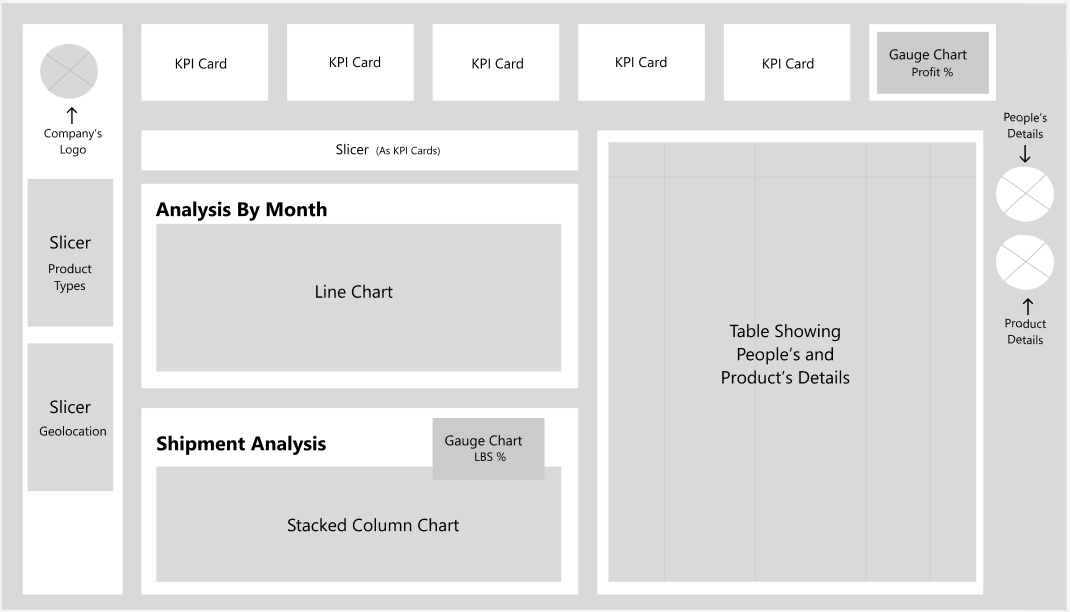 KPI Card
KPI Card
KPI Card
KPI Card
KPI Card
Gauge Chart
Profit %
Company's
Logo
Slicer
Product
Types
Slicer
Geolocation
Slicer (As KPI Cards)
Analysis By Month
Line Chart
Shipment Analysis
Gauge Chart
LBS %
Stacked Column Chart
Table Showing
People's and
Product's Details
People's
Details
Product
Details